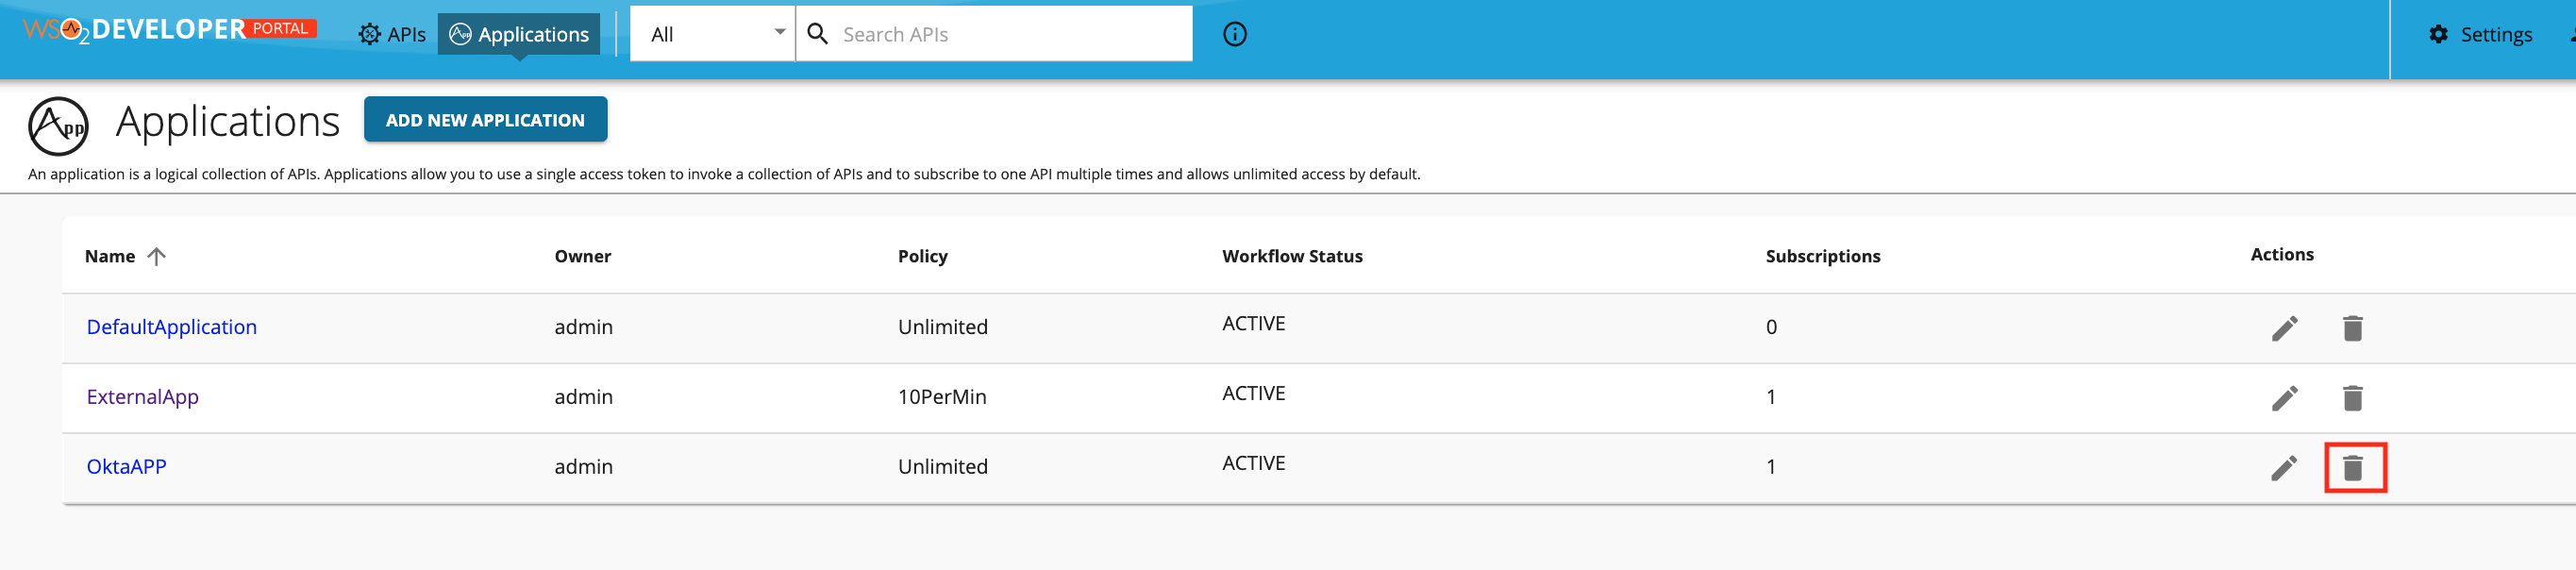 WSO2 DEVELOPER PORTAL APIs App Applications All Search APIs Settings
App Applications ADD NEW APPLICATION
An application is a logical collection of APIs. Applications allow you to use a single access token to invoke a collection of APIs and to subscribe to one API multiple times and allows unlimited access by default.
Name Owner Policy Workflow Status Subscriptions Actions
DefaultApplication admin Unlimited ACTIVE 0
ExternalApp admin 10PerMin ACTIVE 1
OktaAPP admin Unlimited ACTIVE 1